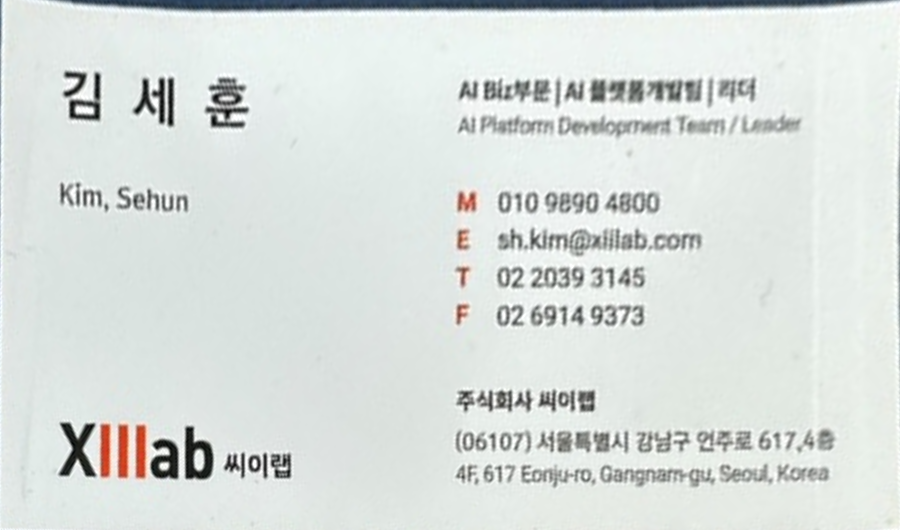 김 세 훈
Kim, Sehun
AI Biz부문 | AI 플랫폼개발팀 | 리더
AI Platform Development Team / Leader
M 010 9890 4800
E sh.kim@xiiilab.com
T 02 2039 3145
F 02 6914 9373
XIIIab 씨이랩
주식회사 씨이랩
(06107) 서울특별시 강남구 언주로 617,4층
4F, 617 Eonju-ro, Gangnam-gu, Seoul, Korea